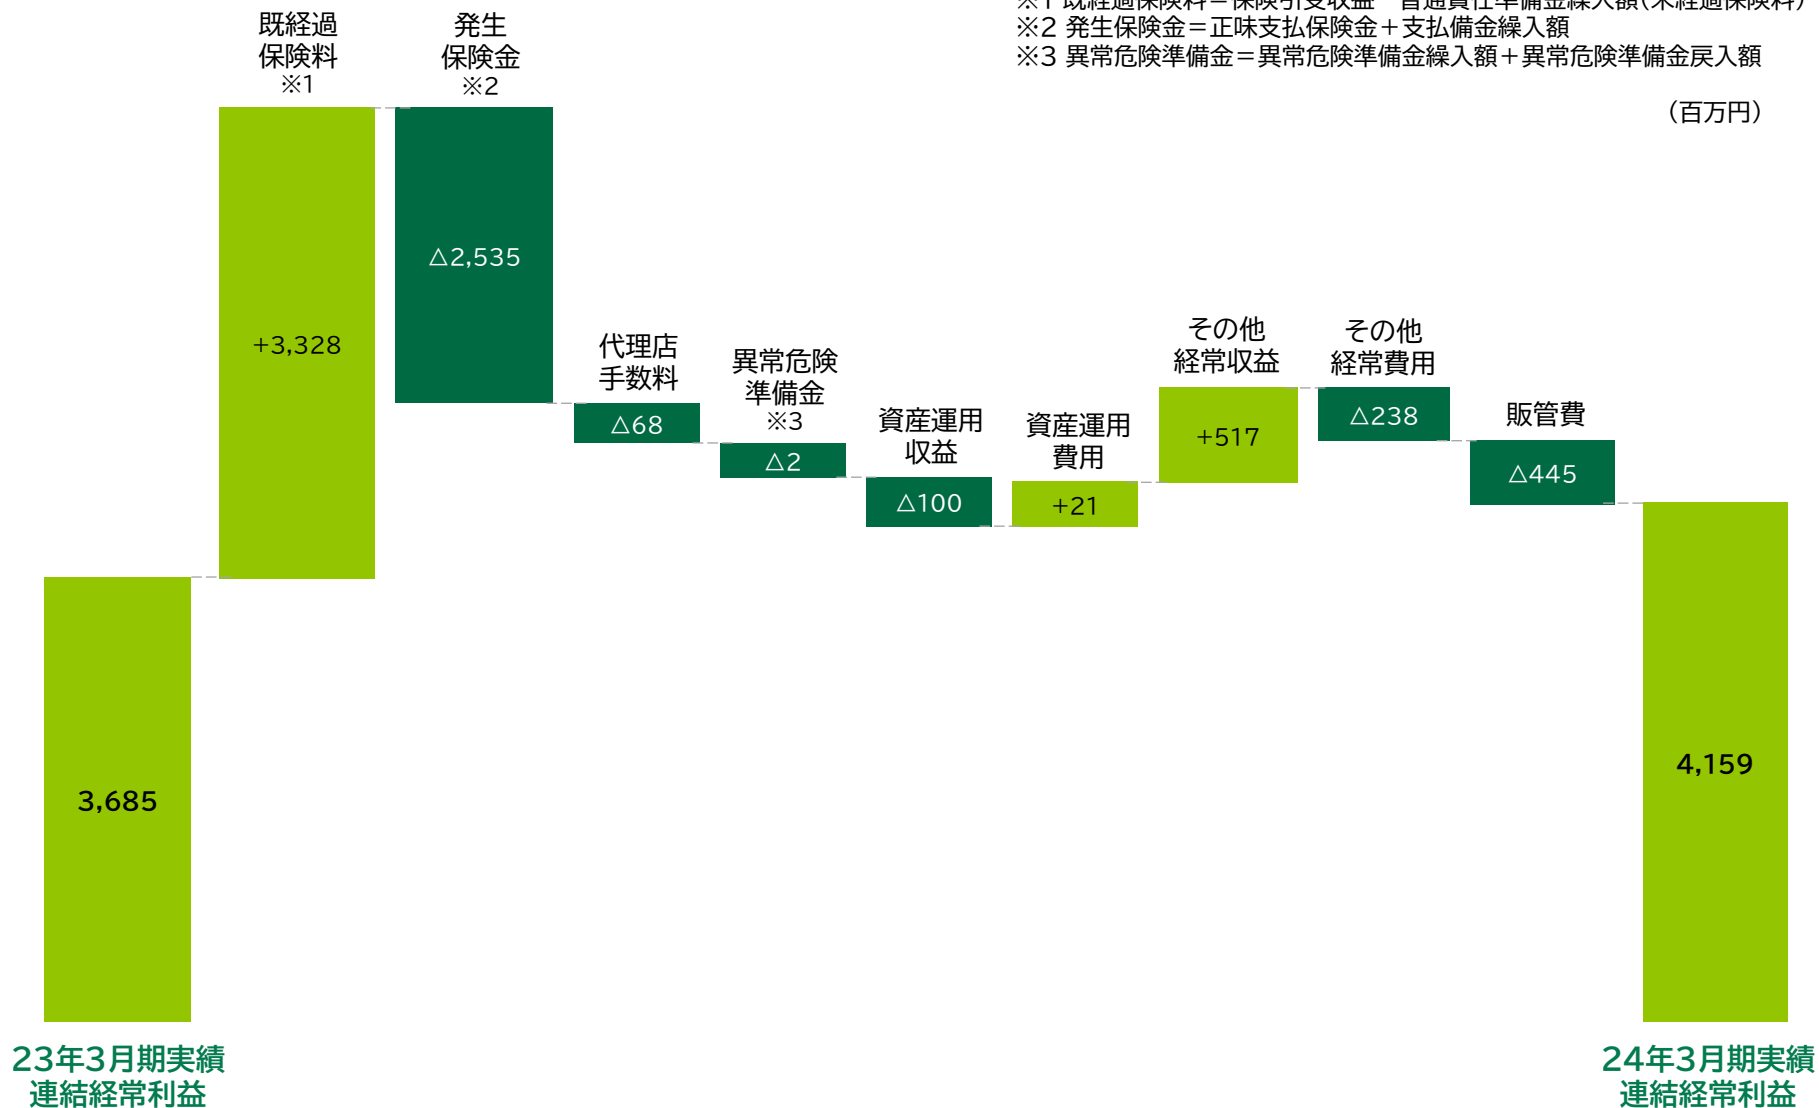 ※2 発生保険金＝正味支払保険金＋支払備金繰入額
※3 異常危険準備金＝異常危険準備金繰入額＋異常危険準備金戻入額
（百万円）
既経過
保険料
※1
発生
保険金
※2
代理店
手数料
異常危険
準備金
※3
資産運用
収益
資産運用
費用
その他
経常収益
その他
経常費用
販管費
3,685
+3,328
△2,535
△68
△2
△100
+21
+517
△238
△445
4,159
23年3月期実績
連結経常利益
24年3月期実績
連結経常利益